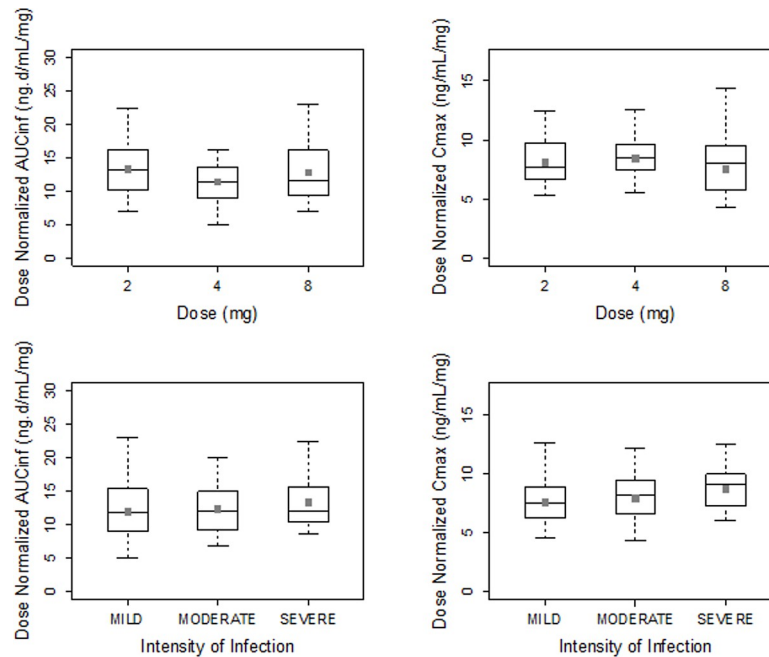 Dose Normalized AUCinf (ng.d/mL/mg)
30
25
20
15
10
5
0
2 4 8
Dose (mg)
Dose Normalized Cmax (ng/mL/mg)
15
10
5
0
2 4 8
Dose (mg)
Dose Normalized AUCinf (ng.d/mL/mg)
30
25
20
15
10
5
0
MILD MODERATE SEVERE
Intensity of Infection
Dose Normalized Cmax (ng/mL/mg)
15
10
5
0
MILD MODERATE SEVERE
Intensity of Infection